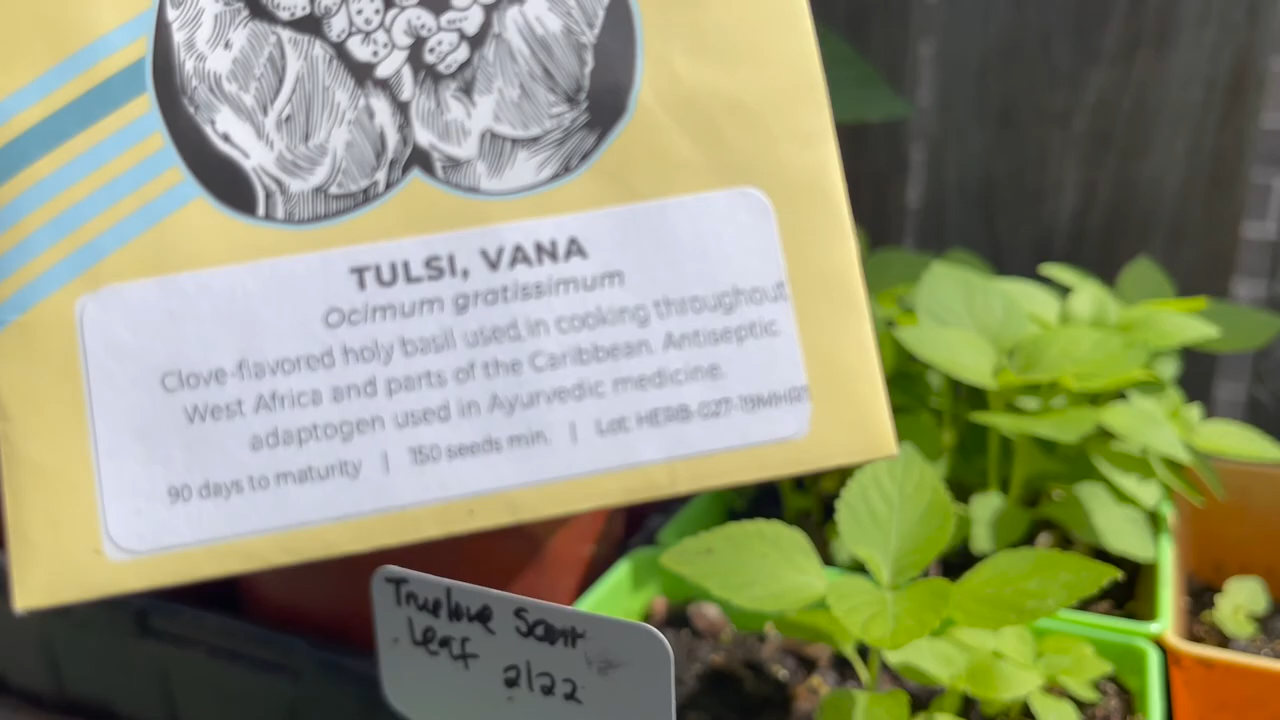 TULSI, VANA
Ocimum gratissimum
Clove-flavored holy basil used in cooking throughout
West Africa and parts of the Caribbean. Antiseptic
adaptogen used in Ayurvedic medicine.
90 days to maturity | 150 seeds min. | Lot: HERB-027-
Truelove Scent
Leaf
2/22